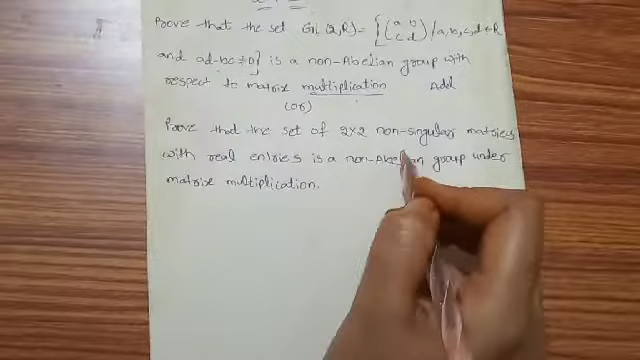 Prove that the set GL (2,R) = { ( a b / a,b,c,d ∈ R
c d )
and ad-bc ≠ 0 } is a non-Abelian group with
respect to matrix multiplication Add
(or)
Prove that the set of 2×2 non-singular matrices
with real entries is a non-Abelian group under
matrix multiplication.